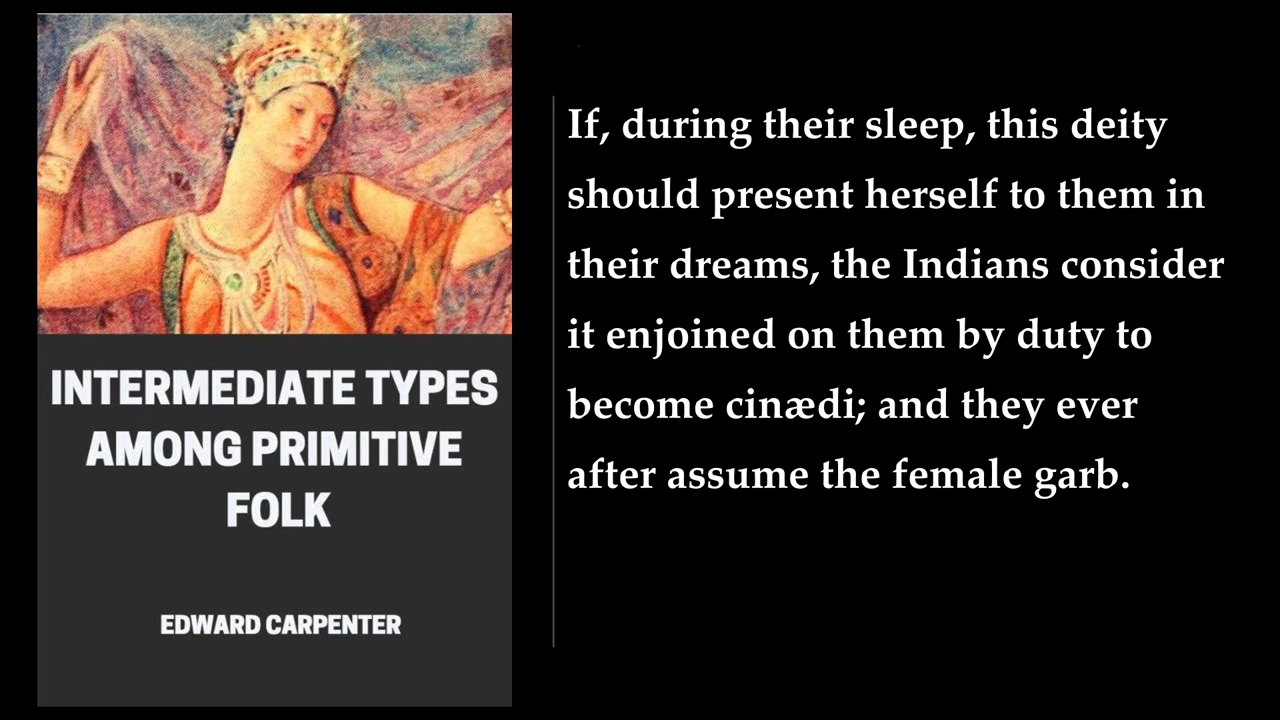 INTERMEDIATE TYPES
AMONG PRIMITIVE
FOLK
EDWARD CARPENTER
If, during their sleep, this deity
should present herself to them in
their dreams, the Indians consider
it enjoined on them by duty to
become cinædi; and they ever
after assume the female garb.